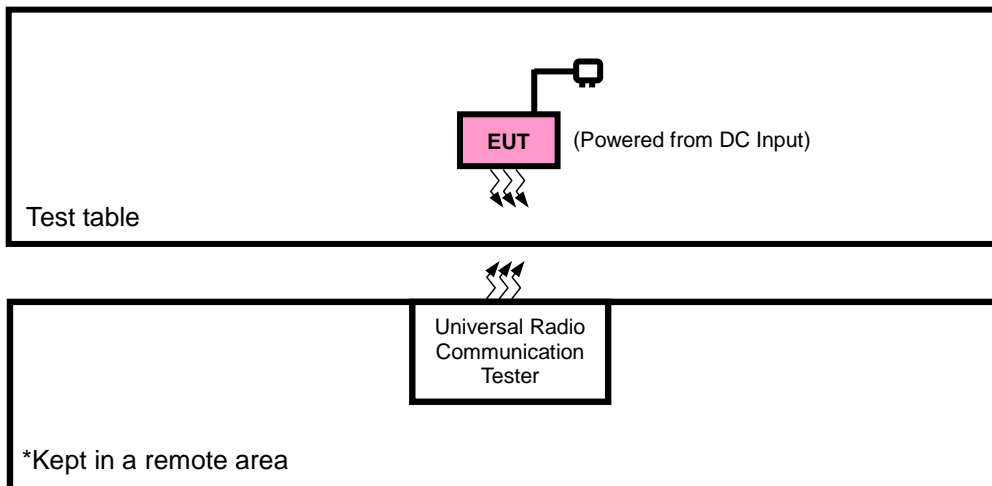 EUT
(Powered from DC Input)
Test table
Universal Radio
Communication
Tester
*Kept in a remote area